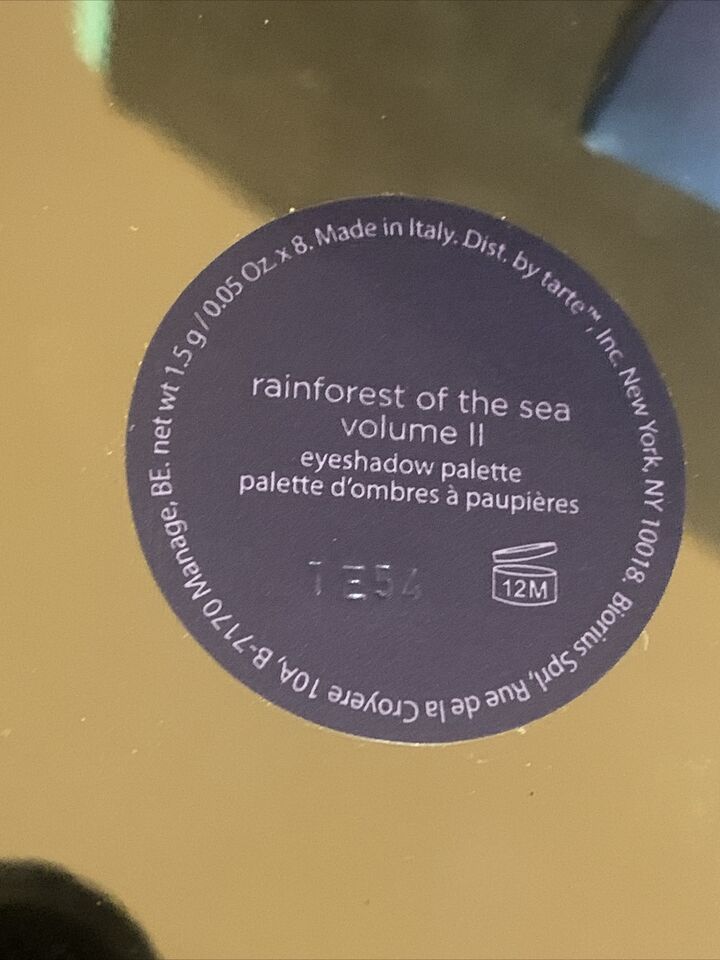 net wt 1.5 g / 0.05 Oz x 8. Made in Italy. Dist. by tarte™, Inc. New York, NY 10018. Biorius Sprl, Rue de la Croyere 10A, B-7170 Manage, BE.
rainforest of the sea
volume II
eyeshadow palette
palette d'ombres à paupières
1E54
12M